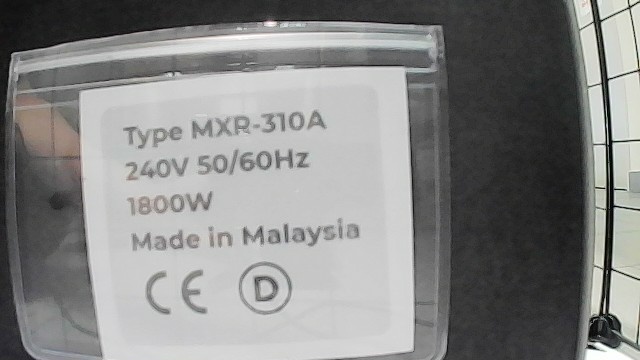 Type MXR-310A
240V 50/60Hz
1800W
Made in Malaysia
CE D